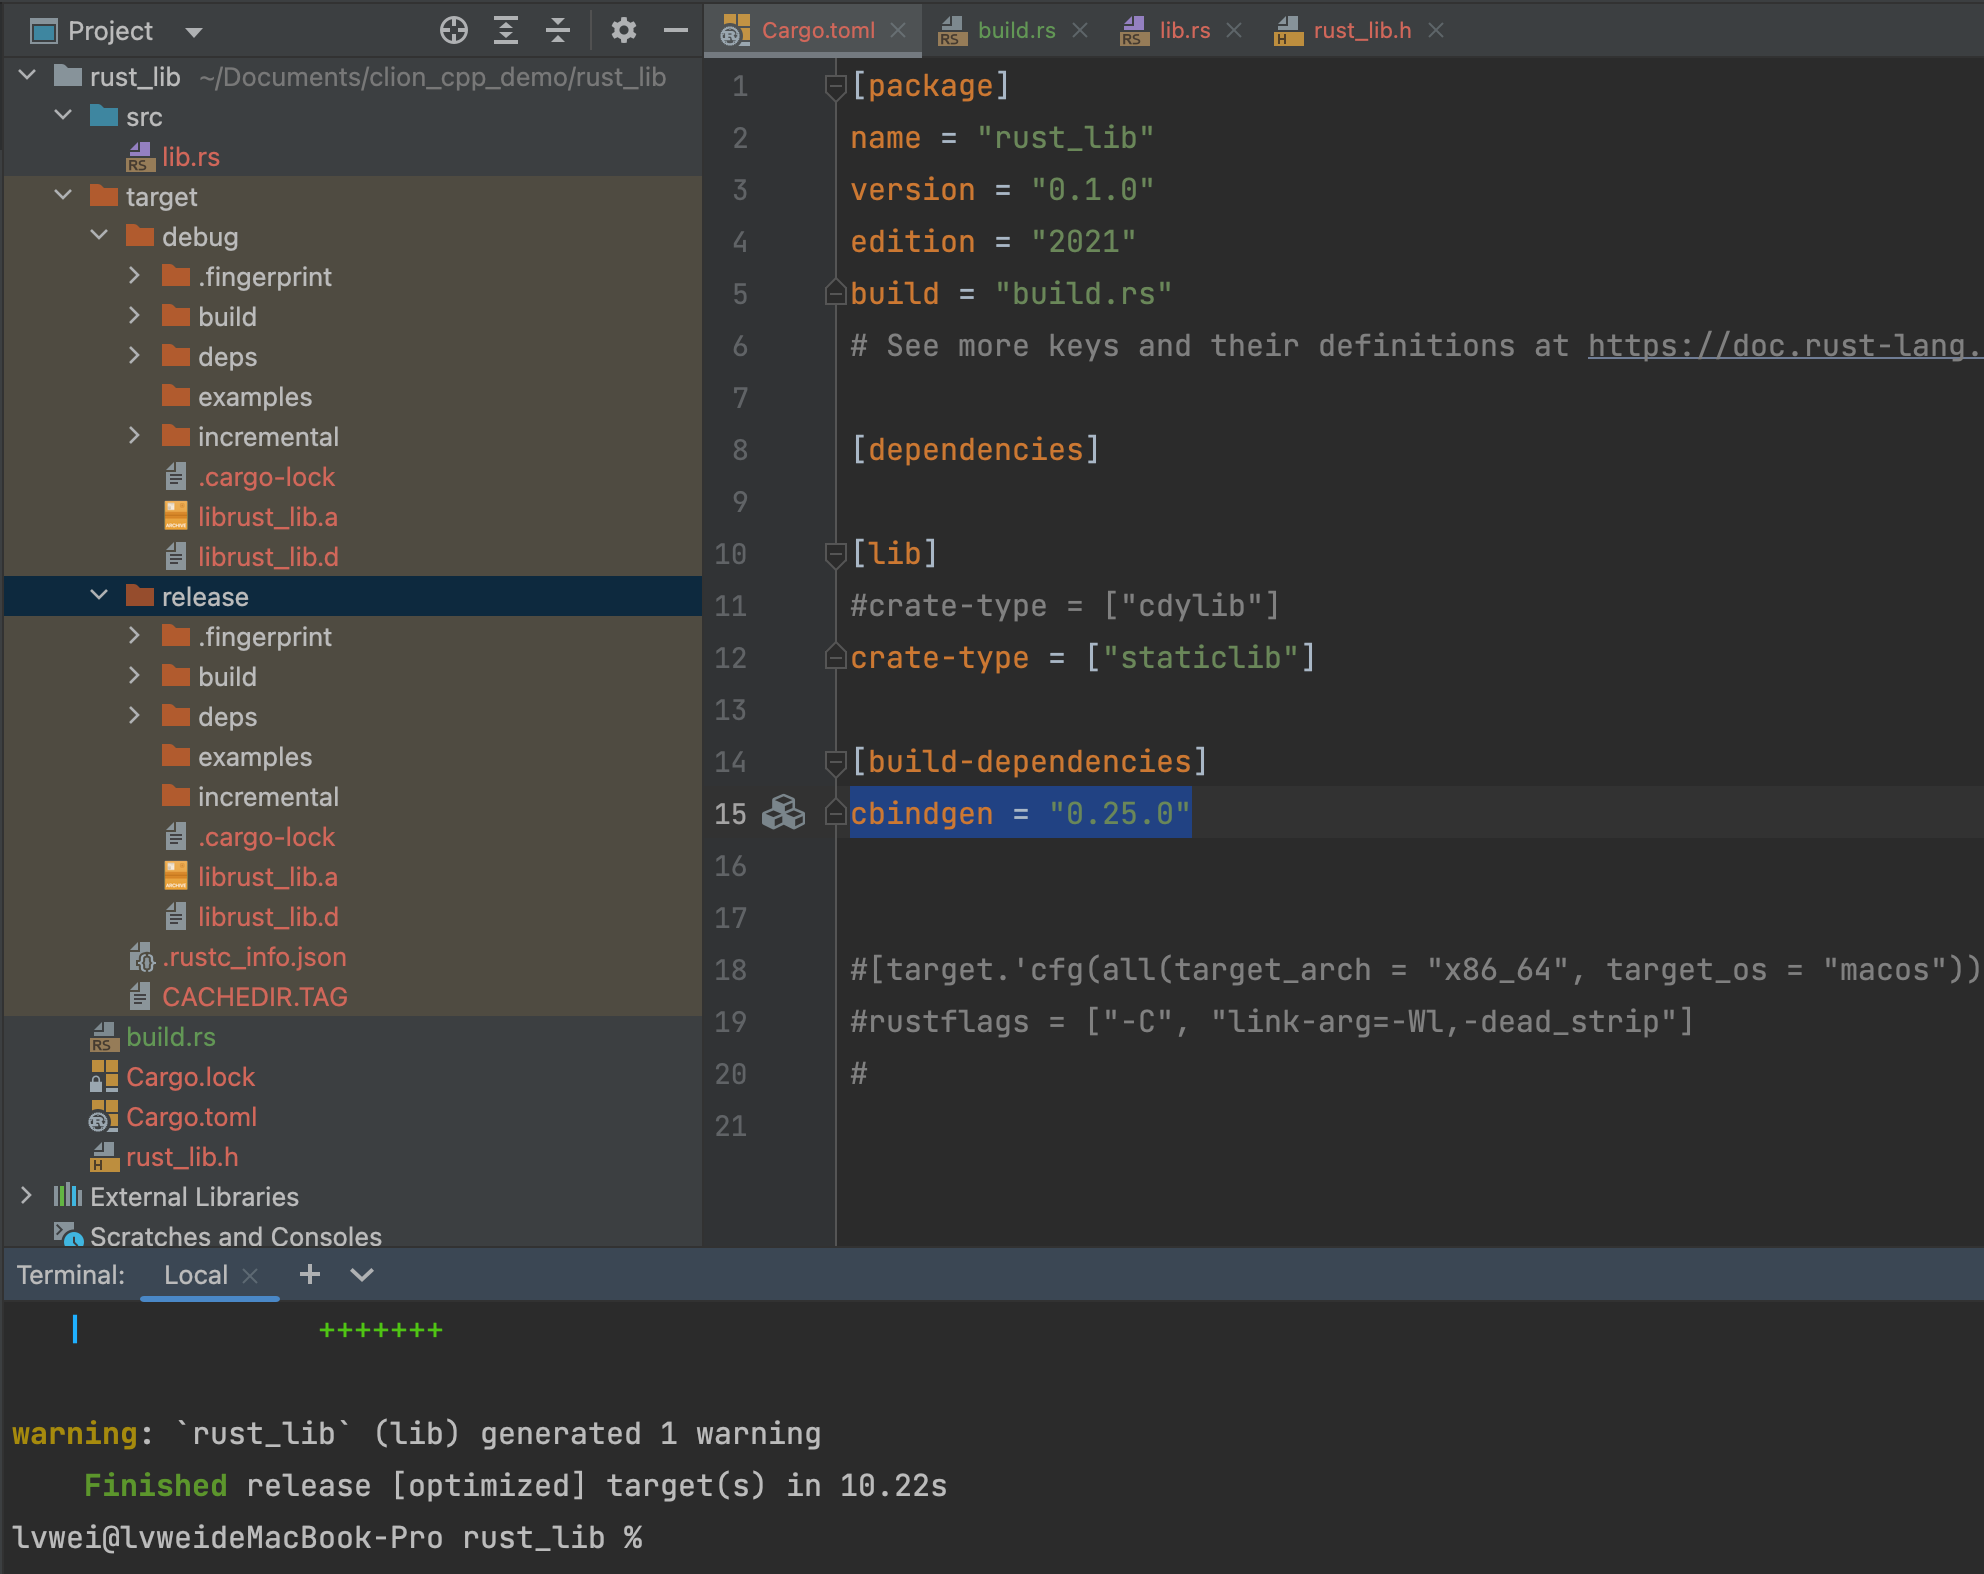 Project
rust_lib ~/Documents/clion_cpp_demo/rust_lib
src
lib.rs
target
debug
.fingerprint
build
deps
examples
incremental
.cargo-lock
librust_lib.a
librust_lib.d
release
.fingerprint
build
deps
examples
incremental
.cargo-lock
librust_lib.a
librust_lib.d
.rustc_info.json
CACHEDIR.TAG
build.rs
Cargo.lock
Cargo.toml
rust_lib.h
External Libraries
Scratches and Consoles
Cargo.toml build.rs lib.rs rust_lib.h
1 [package]
2 name = "rust_lib"
3 version = "0.1.0"
4 edition = "2021"
5 build = "build.rs"
6 # See more keys and their definitions at https://doc.rust-lang.
7
8 [dependencies]
9
10 [lib]
11 #crate-type = ["cdylib"]
12 crate-type = ["staticlib"]
13
14 [build-dependencies]
15 cbindgen = "0.25.0"
16
17
18 #[target.'cfg(all(target_arch = "x86_64", target_os = "macos"))
19 #rustflags = ["-C", "link-arg=-Wl,-dead_strip"]
20 #
21
Terminal: Local
| +++++++
warning: `rust_lib` (lib) generated 1 warning
Finished release [optimized] target(s) in 10.22s
lvwei@lvweideMacBook-Pro rust_lib %